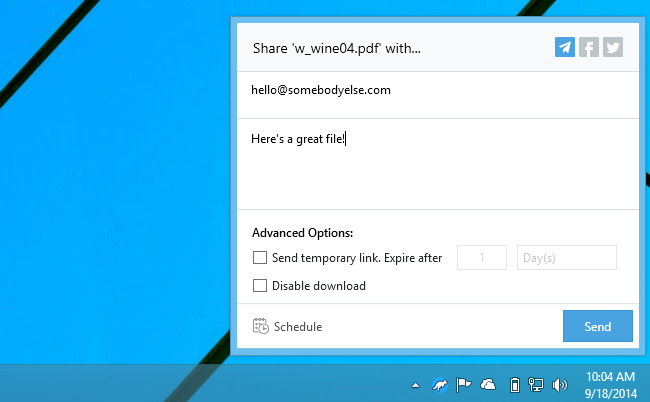 Share 'w_wine04.pdf' with...
hello@somebodyelse.com
Here's a great file!
Advanced Options:
Send temporary link. Expire after 1 Day(s)
Disable download
Schedule Send
10:04 AM
9/18/2014